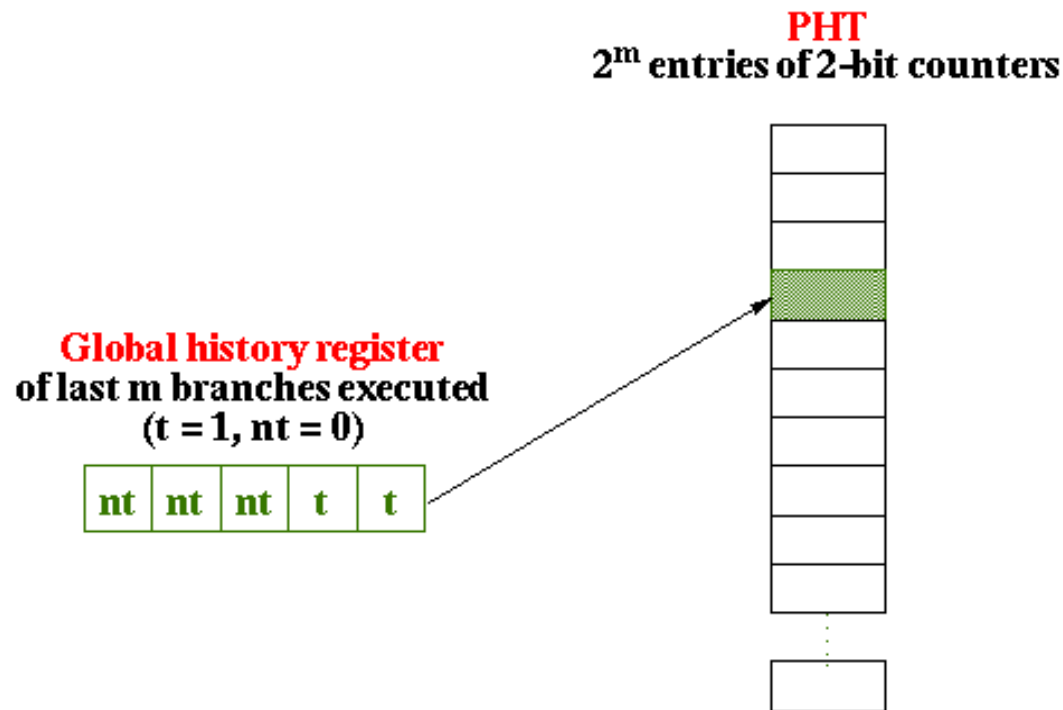 PHT
2^m entries of 2-bit counters
Global history register
of last m branches executed
(t = 1, nt = 0)
nt nt nt t t